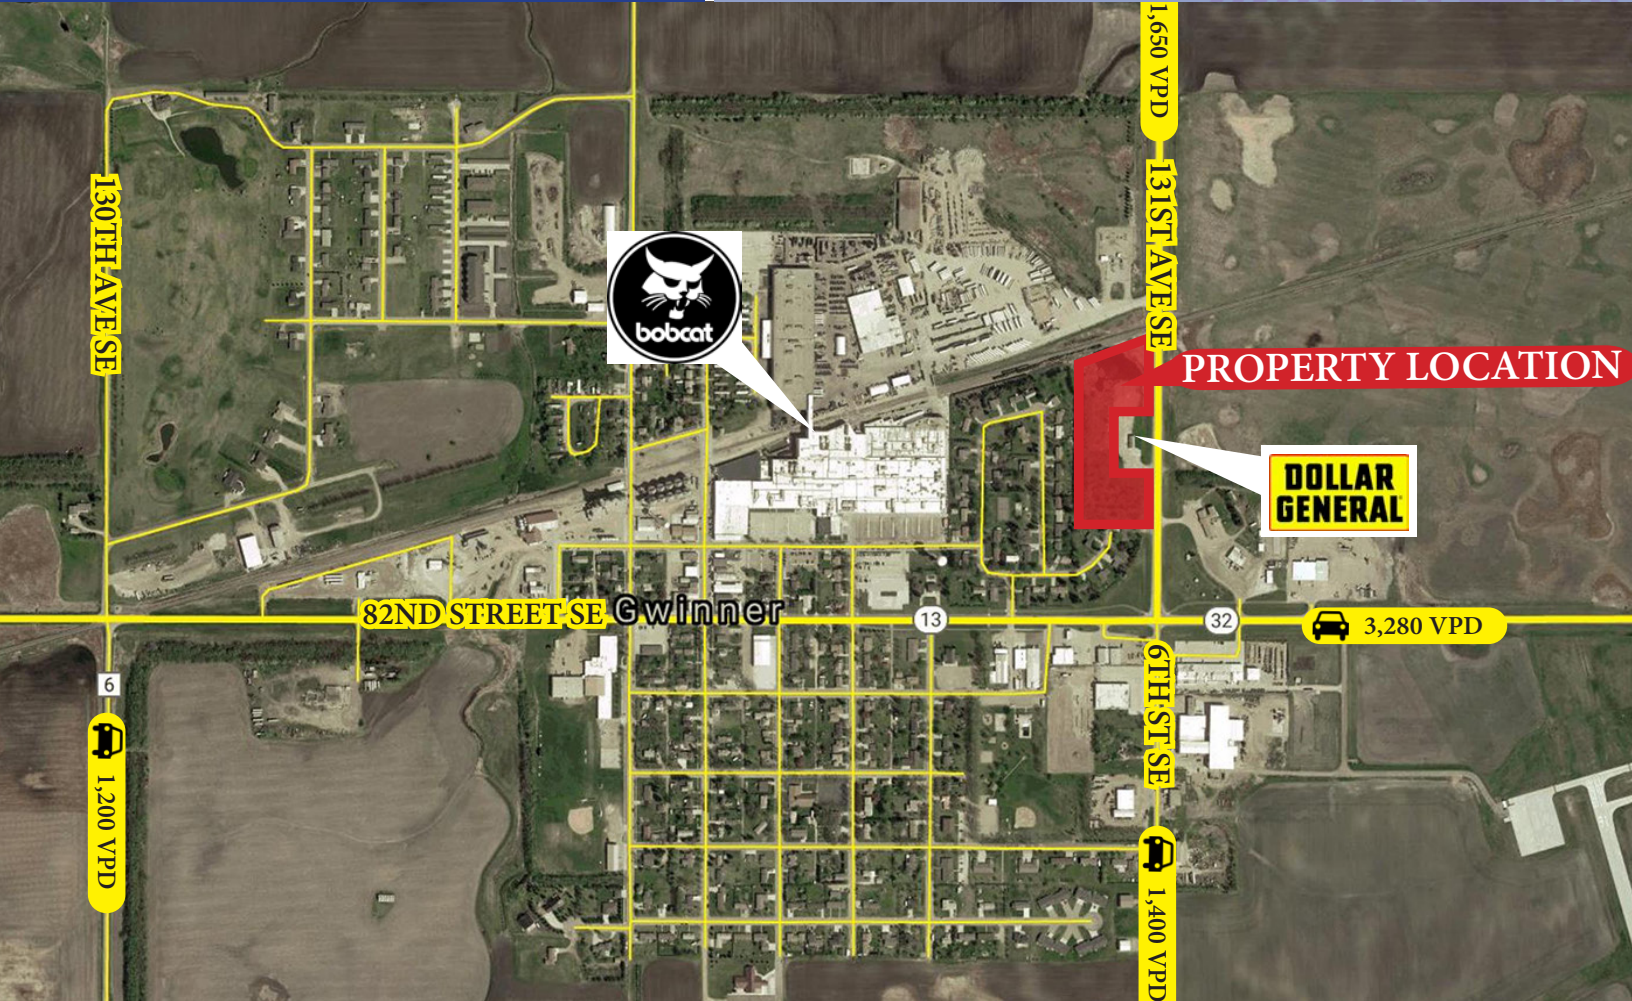 1,650 VPD
130TH AVE SE
131ST AVE SE
bobcat
PROPERTY LOCATION
DOLLAR
GENERAL
82ND STREET SE
Gwinner
13
32
3,280 VPD
6
6TH ST SE
1,200 VPD
1,400 VPD